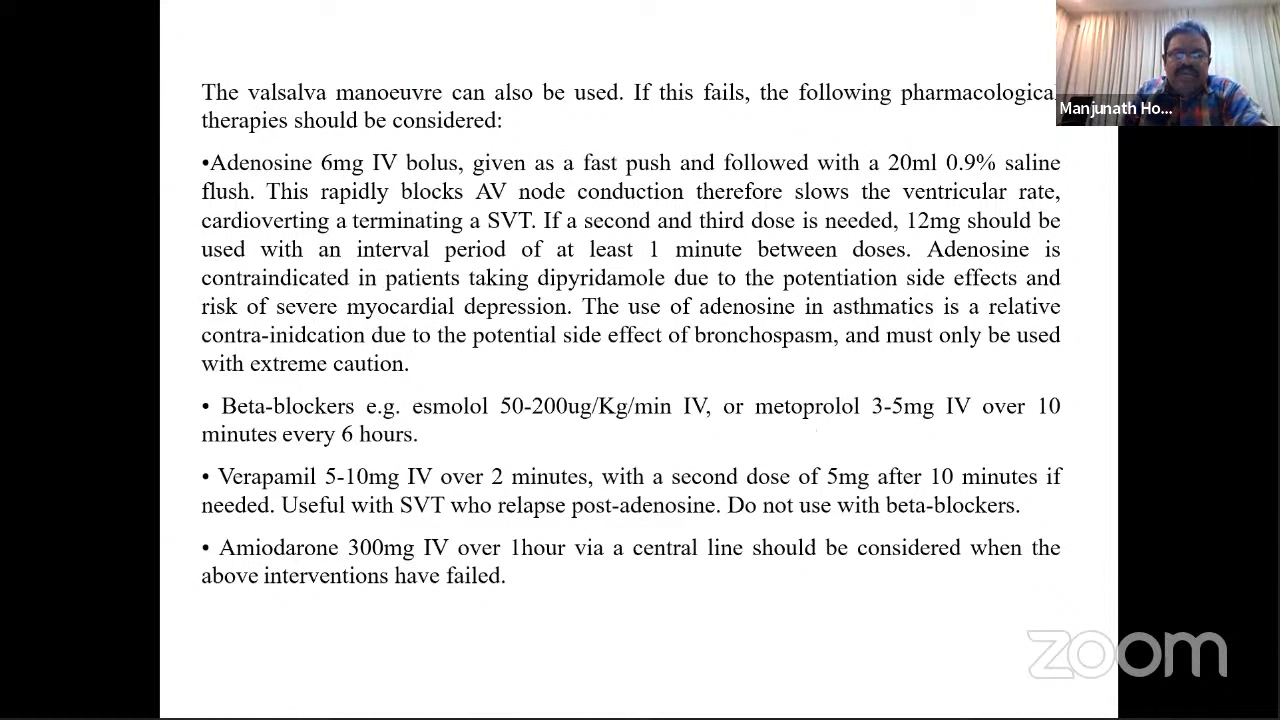 The valsalva manoeuvre can also be used. If this fails, the following pharmacological
therapies should be considered:
•Adenosine 6mg IV bolus, given as a fast push and followed with a 20ml 0.9% saline
flush. This rapidly blocks AV node conduction therefore slows the ventricular rate,
cardioverting a terminating a SVT. If a second and third dose is needed, 12mg should be
used with an interval period of at least 1 minute between doses. Adenosine is
contraindicated in patients taking dipyridamole due to the potentiation side effects and
risk of severe myocardial depression. The use of adenosine in asthmatics is a relative
contra-inidcation due to the potential side effect of bronchospasm, and must only be used
with extreme caution.
• Beta-blockers e.g. esmolol 50-200ug/Kg/min IV, or metoprolol 3-5mg IV over 10
minutes every 6 hours.
• Verapamil 5-10mg IV over 2 minutes, with a second dose of 5mg after 10 minutes if
needed. Useful with SVT who relapse post-adenosine. Do not use with beta-blockers.
• Amiodarone 300mg IV over 1hour via a central line should be considered when the
above interventions have failed.
Manjunath Ho...
zoom